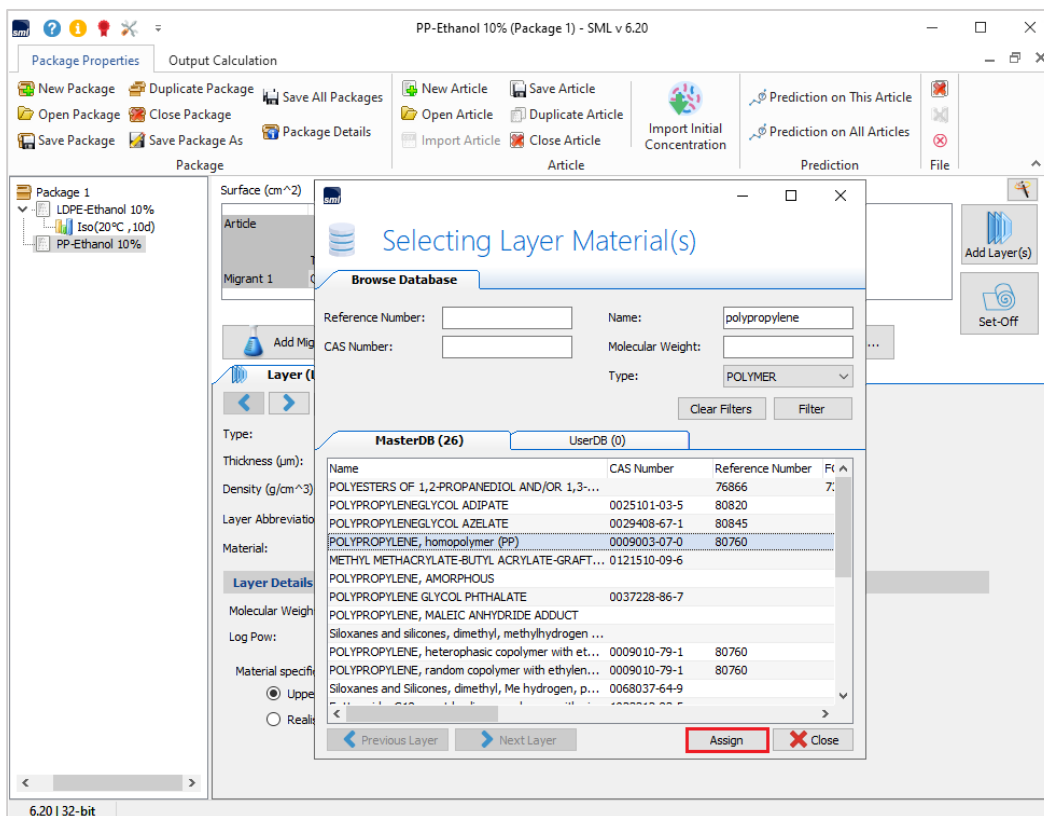 sml
PP-Ethanol 10% (Package 1) - SML v 6.20
Package Properties
Output Calculation
New Package
Duplicate Package
Save All Packages
New Article
Save Article
Import Initial Concentration
Prediction on This Article
Open Package
Close Package
Open Article
Duplicate Article
Package Details
Prediction on All Articles
Save Package
Save Package As
Import Article
Close Article
Package
Article
Prediction
File
Package 1
LDPE-Ethanol 10%
Iso(20°C ,10d)
PP-Ethanol 10%
Surface (cm^2)
Article
Migrant 1
Add Layer(s)
Set-Off
Add Mig
...
Layer (
Type:
Thickness (µm):
Density (g/cm^3)
Layer Abbreviatio
Material:
Layer Details
Molecular Weigh
Log Pow:
Material specifi
Uppe
Reali
sml
Selecting Layer Material(s)
Browse Database
Reference Number:
Name:
polypropylene
CAS Number:
Molecular Weight:
Type:
POLYMER
Clear Filters
Filter
MasterDB (26)
UserDB (0)
Name CAS Number Reference Number
POLYESTERS OF 1,2-PROPANEDIOL AND/OR 1,3-... 76866
POLYPROPYLENEGLYCOL ADIPATE 0025101-03-5 80820
POLYPROPYLENEGLYCOL AZELATE 0029408-67-1 80845
POLYPROPYLENE, homopolymer (PP) 0009003-07-0 80760
METHYL METHACRYLATE-BUTYL ACRYLATE-GRAFT... 0121510-09-6
POLYPROPYLENE, AMORPHOUS
POLYPROPYLENE GLYCOL PHTHALATE 0037228-86-7
POLYPROPYLENE, MALEIC ANHYDRIDE ADDUCT
Siloxanes and silicones, dimethyl, methylhydrogen ...
POLYPROPYLENE, heterophasic copolymer with et... 0009010-79-1 80760
POLYPROPYLENE, random copolymer with ethylen... 0009010-79-1 80760
Siloxanes and Silicones, dimethyl, Me hydrogen, p... 0068037-64-9
Previous Layer
Next Layer
Assign
Close
6.20 | 32-bit